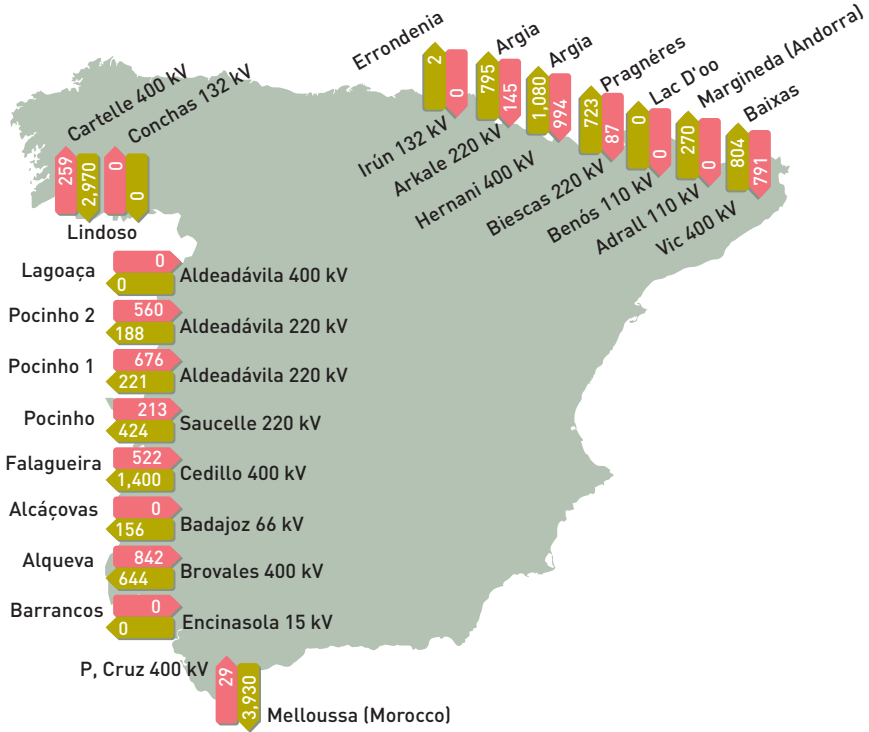 Errondenia
Argia
Argia
Pragnéres
Lac D'oo
Margineda (Andorra)
Baixas
2
0
795
145
1,080
994
723
87
0
0
270
0
804
791
Irún 132 kV
Arkale 220 kV
Hernani 400 kV
Biescas 220 kV
Benós 110 kV
Adrall 110 kV
Vic 400 kV
Cartelle 400 kV
Conchas 132 kV
259
2,970
0
0
Lindoso
Lagoaça
0
0
Aldeadávila 400 kV
Pocinho 2
560
188
Aldeadávila 220 kV
Pocinho 1
676
221
Aldeadávila 220 kV
Pocinho
213
424
Saucelle 220 kV
Falagueira
522
1,400
Cedillo 400 kV
Alcáçovas
0
156
Badajoz 66 kV
Alqueva
842
644
Brovales 400 kV
Barrancos
0
0
Encinasola 15 kV
P, Cruz 400 kV
29
3,930
Melloussa (Morocco)